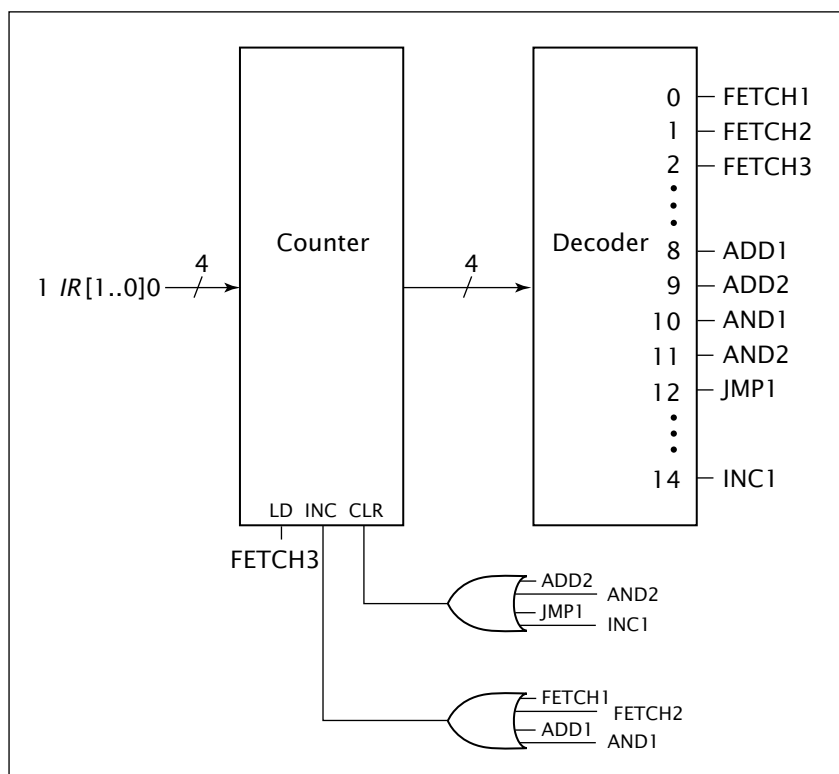 0 FETCH1
1 FETCH2
2 FETCH3
Counter
Decoder
8 ADD1
4
4
1 IR[1..0]0
9 ADD2
10 AND1
11 AND2
12 JMP1
14 INC1
LD INC CLR
FETCH3
ADD2
AND2
JMP1
INC1
FETCH1
FETCH2
ADD1
AND1